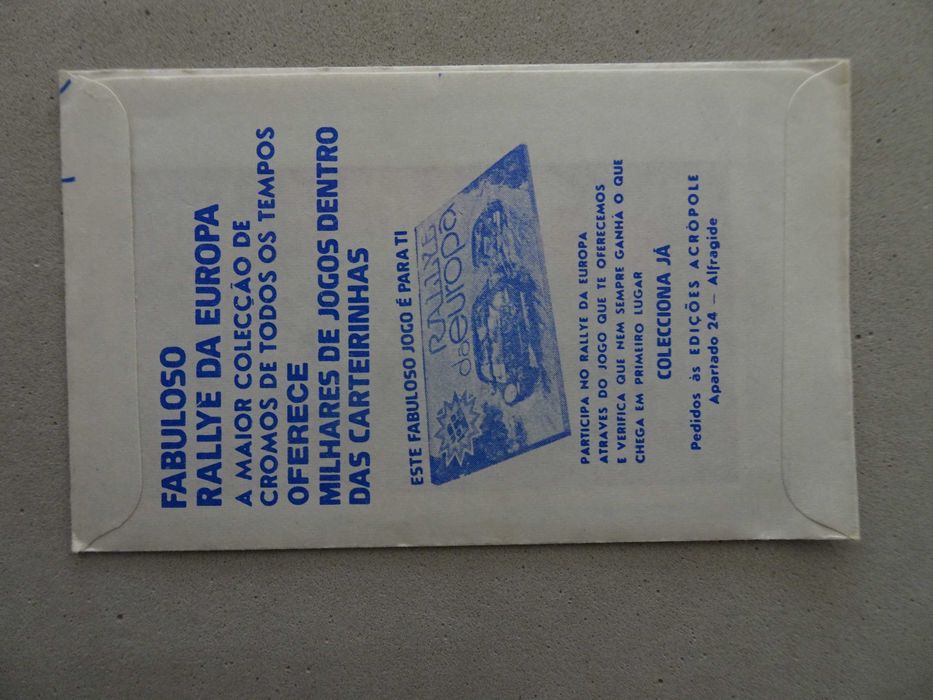 FABULOSO
RALLYE DA EUROPA
A MAIOR COLECÇÃO DE
CROMOS DE TODOS OS TEMPOS
OFERECE
MILHARES DE JOGOS DENTRO
DAS CARTEIRINHAS
ESTE FABULOSO JOGO É PARA TI
RALLYE
da europa
PARTICIPA NO RALLYE DA EUROPA
ATRAVES DO JOGO QUE TE OFERECEMOS
E VERIFICA QUE NEM SEMPRE GANHÁ O QUE
CHEGA EM PRIMEIRO LUGAR
COLECCIONA JÁ
Pedidos às EDIÇÕES ACRÓPOLE
Apartado 24 – Alfragide